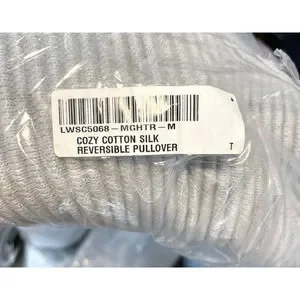 LWSC5068-MGHTR-M
COZY COTTON SILK
REVERSIBLE PULLOVER
T